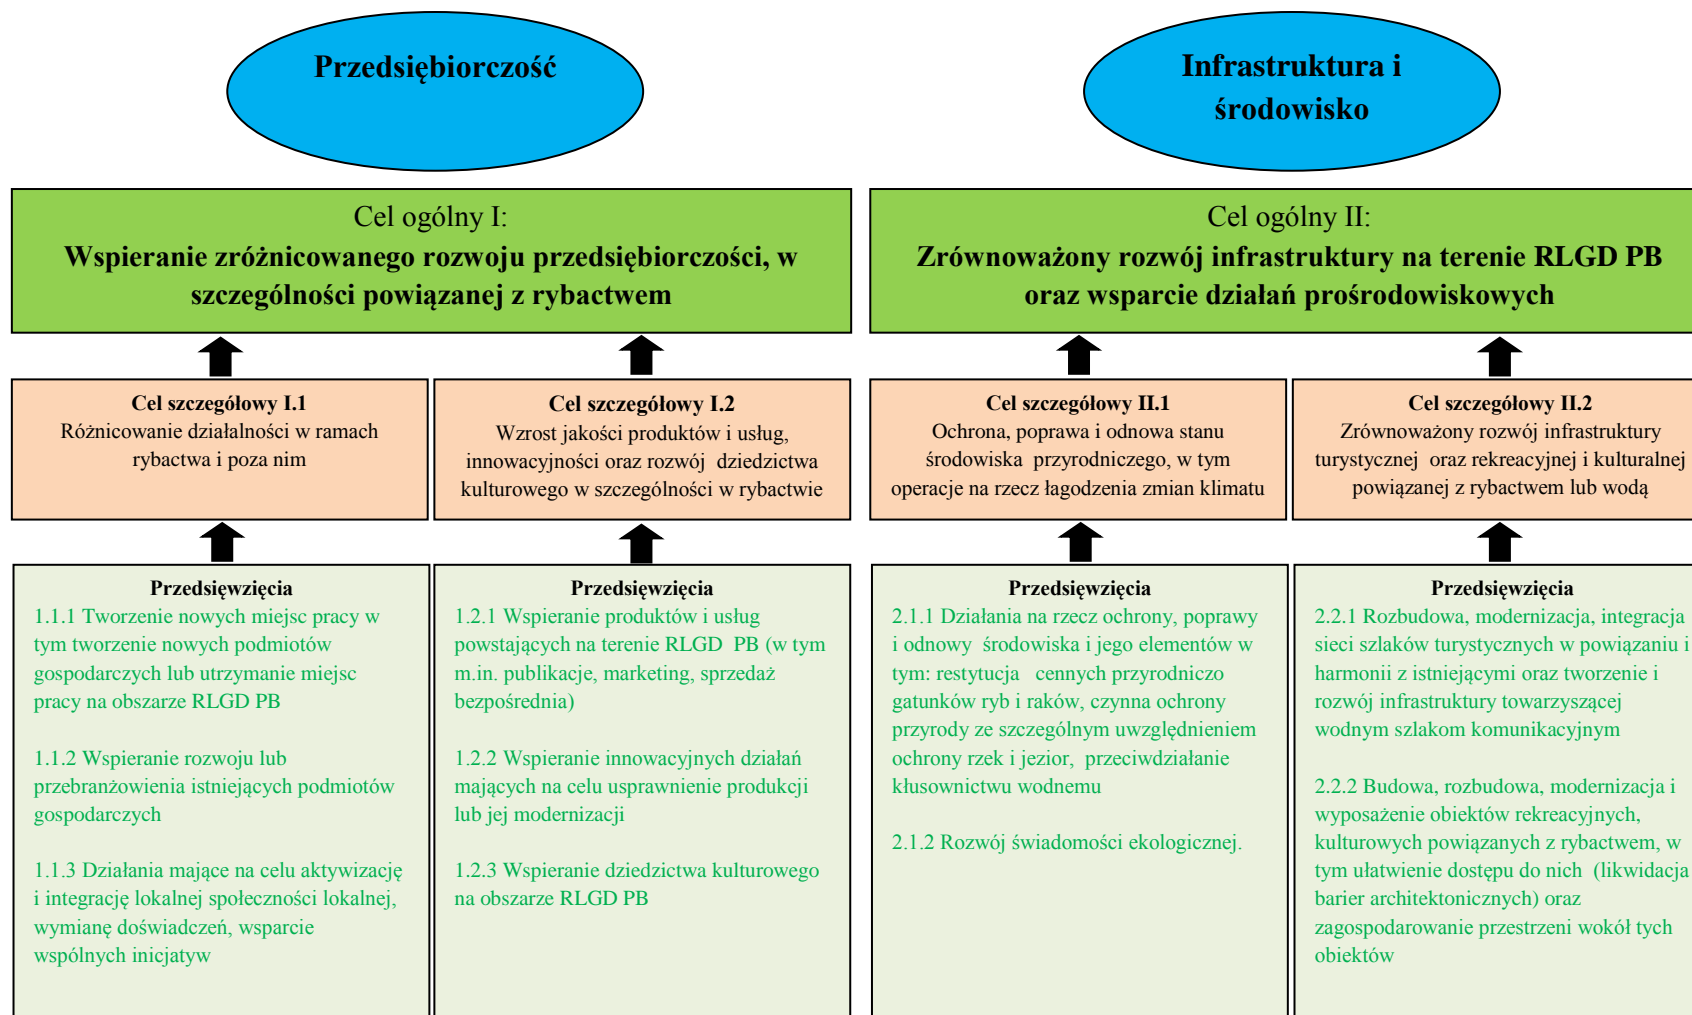 Przedsiębiorczość
Infrastruktura i
środowisko
Cel ogólny I:
Wspieranie zróżnicowanego rozwoju przedsiębiorczości, w
szczególności powiązanej z rybactwem
Cel ogólny II:
Zrównoważony rozwój infrastruktury na terenie RLGD PB
oraz wsparcie działań prośrodowiskowych
Cel szczegółowy I.1
Różnicowanie działalności w ramach
rybactwa i poza nim
Cel szczegółowy I.2
Wzrost jakości produktów i usług,
innowacyjności oraz rozwój dziedzictwa
kulturowego w szczególności w rybactwie
Cel szczegółowy II.1
Ochrona, poprawa i odnowa stanu
środowiska przyrodniczego, w tym
operacje na rzecz łagodzenia zmian klimatu
Cel szczegółowy II.2
Zrównoważony rozwój infrastruktury
turystycznej oraz rekreacyjnej i kulturalnej
powiązanej z rybactwem lub wodą
Przedsięwzięcia
1.1.1 Tworzenie nowych miejsc pracy w
tym tworzenie nowych podmiotów
gospodarczych lub utrzymanie miejsc
pracy na obszarze RLGD PB
1.1.2 Wspieranie rozwoju lub
przebranżowienia istniejących podmiotów
gospodarczych
1.1.3 Działania mające na celu aktywizację
i integrację lokalnej społeczności lokalnej,
wymianę doświadczeń, wsparcie
wspólnych inicjatyw
Przedsięwzięcia
1.2.1 Wspieranie produktów i usług
powstających na terenie RLGD PB (w tym
m.in. publikacje, marketing, sprzedaż
bezpośrednia)
1.2.2 Wspieranie innowacyjnych działań
mających na celu usprawnienie produkcji
lub jej modernizacji
1.2.3 Wspieranie dziedzictwa kulturowego
na obszarze RLGD PB
Przedsięwzięcia
2.1.1 Działania na rzecz ochrony, poprawy
i odnowy środowiska i jego elementów w
tym: restytucja cennych przyrodniczo
gatunków ryb i raków, czynna ochrony
przyrody ze szczególnym uwzględnieniem
ochrony rzek i jezior, przeciwdziałanie
kłusownictwu wodnemu
2.1.2 Rozwój świadomości ekologicznej.
Przedsięwzięcia
2.2.1 Rozbudowa, modernizacja, integracja
sieci szlaków turystycznych w powiązaniu i
harmonii z istniejącymi oraz tworzenie i
rozwój infrastruktury towarzyszącej
wodnym szlakom komunikacyjnym
2.2.2 Budowa, rozbudowa, modernizacja i
wyposażenie obiektów rekreacyjnych,
kulturowych powiązanych z rybactwem, w
tym ułatwienie dostępu do nich (likwidacja
barier architektonicznych) oraz
zagospodarowanie przestrzeni wokół tych
obiektów